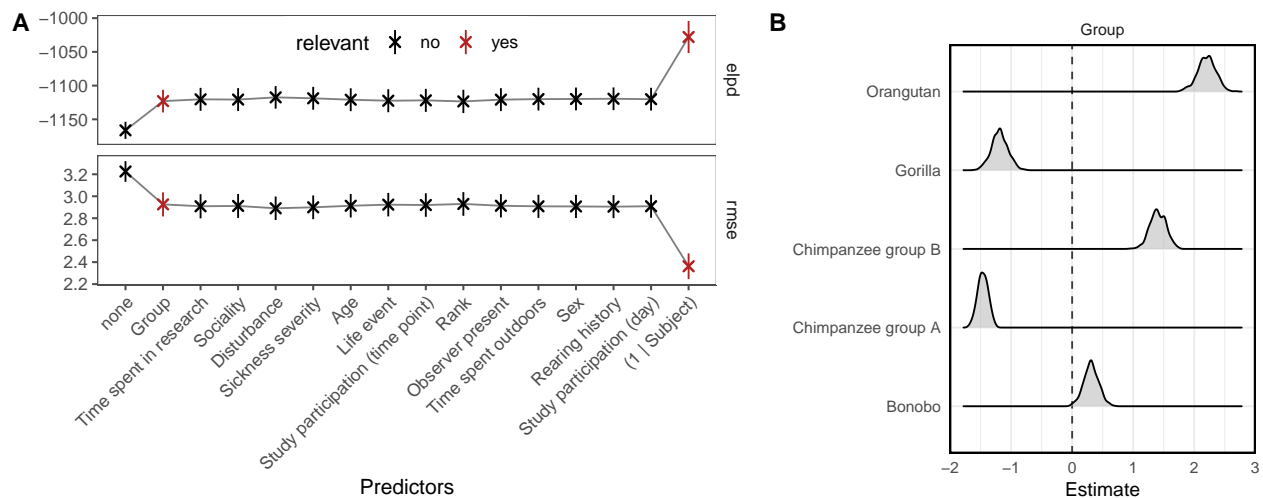 A
relevant no yes
−1000
−1050
−1100
−1150
elpd
3.2
3.0
2.8
2.6
2.4
2.2
rmse
none
Group
Time spent in research
Sociality
Disturbance
Sickness severity
Age
Life event
Study participation (time point)
Rank
Observer present
Time spent outdoors
Sex
Rearing history
Study participation (day)
(1 | Subject)
Predictors
B
Group
Orangutan
Gorilla
Chimpanzee group B
Chimpanzee group A
Bonobo
−2 −1 0 1 2 3
Estimate